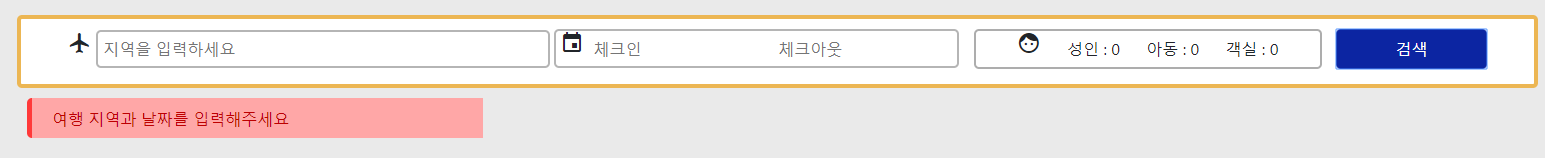 지역을 입력하세요 체크인 체크아웃 성인 : 0 아동 : 0 객실 : 0 검색
여행 지역과 날짜를 입력해주세요